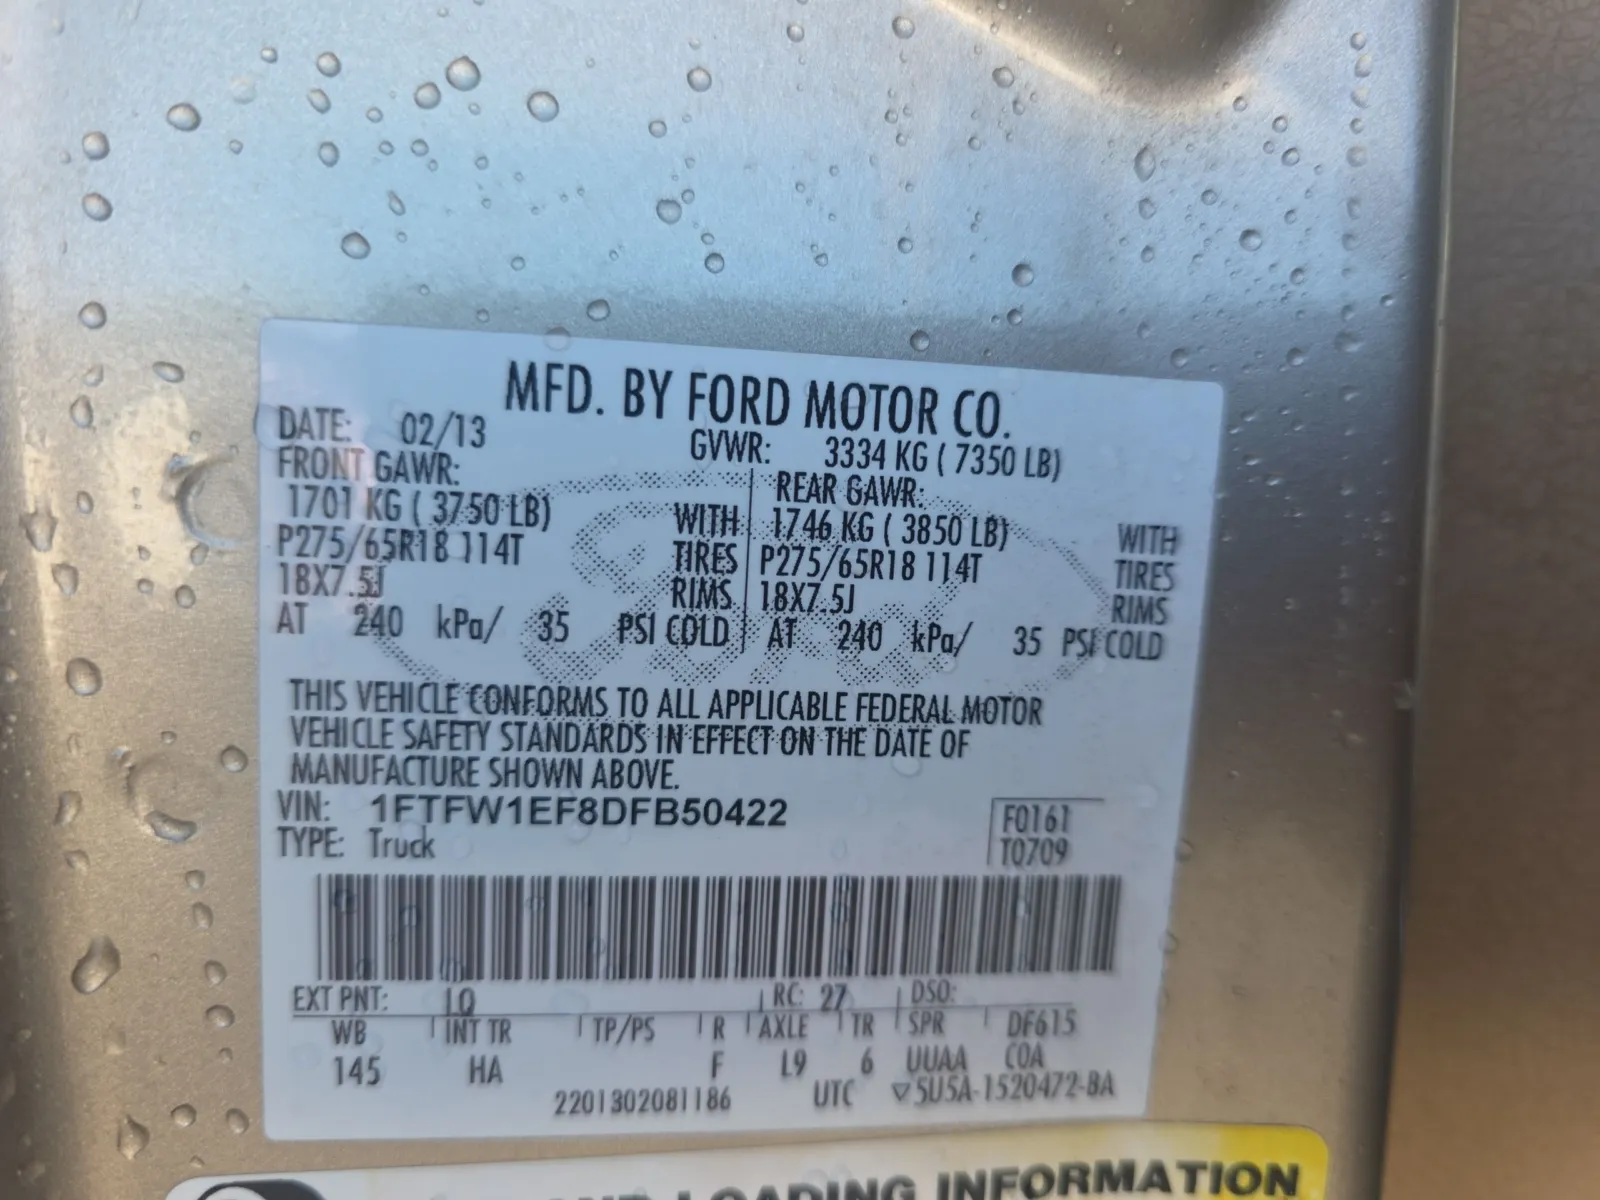 MFD. BY FORD MOTOR CO.
DATE: 02/13 GVWR: 3334 KG ( 7350 LB)
FRONT GAWR: REAR GAWR:
1701 KG ( 3750 LB) WITH 1746 KG ( 3850 LB) WITH
P275/65R18 114T TIRES P275/65R18 114T TIRES
18X7.5J RIMS 18X7.5J RIMS
AT 240 kPa/ 35 PSI COLD AT 240 kPa/ 35 PSI COLD
THIS VEHICLE CONFORMS TO ALL APPLICABLE FEDERAL MOTOR
VEHICLE SAFETY STANDARDS IN EFFECT ON THE DATE OF
MANUFACTURE SHOWN ABOVE.
VIN: 1FTFW1EF8DFB50422 F0161
TYPE: Truck T0709
EXT PNT: RC: 27 DSO:
WB INT TR TP/PS R AXLE TR SPR DF615
145 HA F L9 6 UUAA COA
2201302081186 UTC ▽5U5A-1520472-BA
LOADING INFORMATION